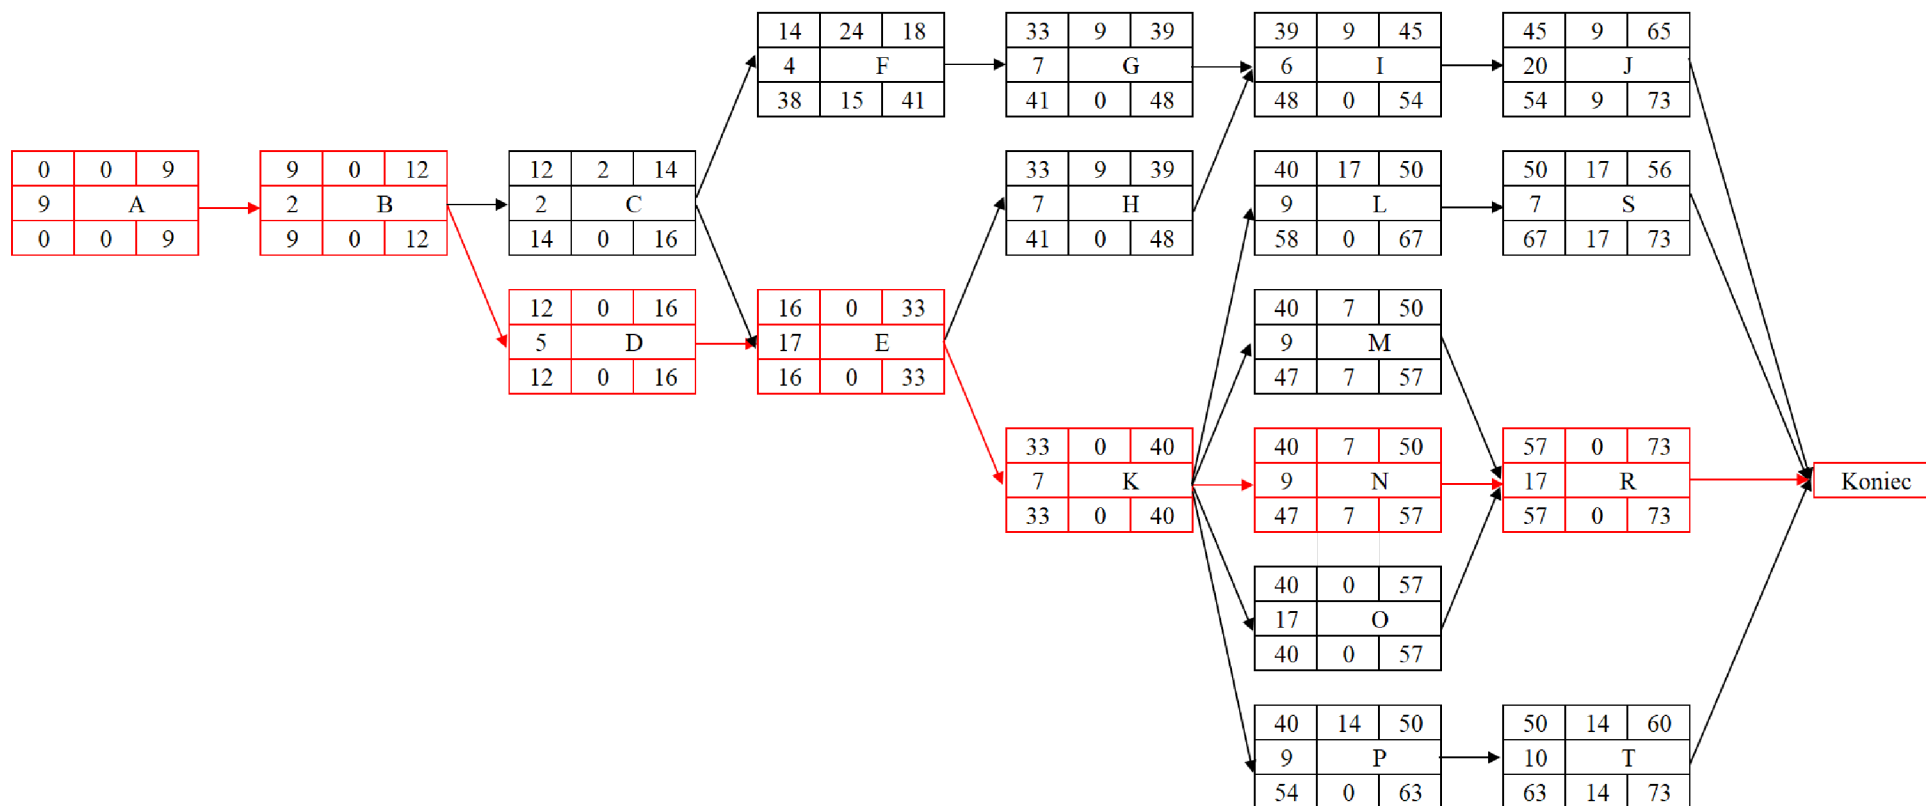 14 24 18
4 F
38 15 41
33 9 39
7 G
41 0 48
39 9 45
6 I
48 0 54
45 9 65
20 J
54 9 73
0 0 9
9 A
0 0 9
9 0 12
2 B
9 0 12
12 2 14
2 C
14 0 16
33 9 39
7 H
41 0 48
40 17 50
9 L
58 0 67
50 17 56
7 S
67 17 73
12 0 16
5 D
12 0 16
16 0 33
17 E
16 0 33
40 7 50
9 M
47 7 57
33 0 40
7 K
33 0 40
40 7 50
9 N
47 7 57
57 0 73
17 R
57 0 73
Koniec
40 0 57
17 O
40 0 57
40 14 50
9 P
54 0 63
50 14 60
10 T
63 14 73